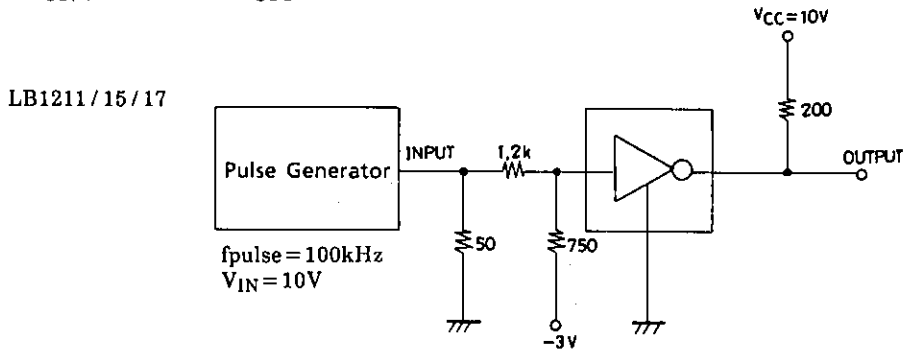 VCC=10V
LB1211/15/17
200
INPUT
1.2k
OUTPUT
Pulse Generator
50
750
fpulse=100kHz
VIN=10V
-3V